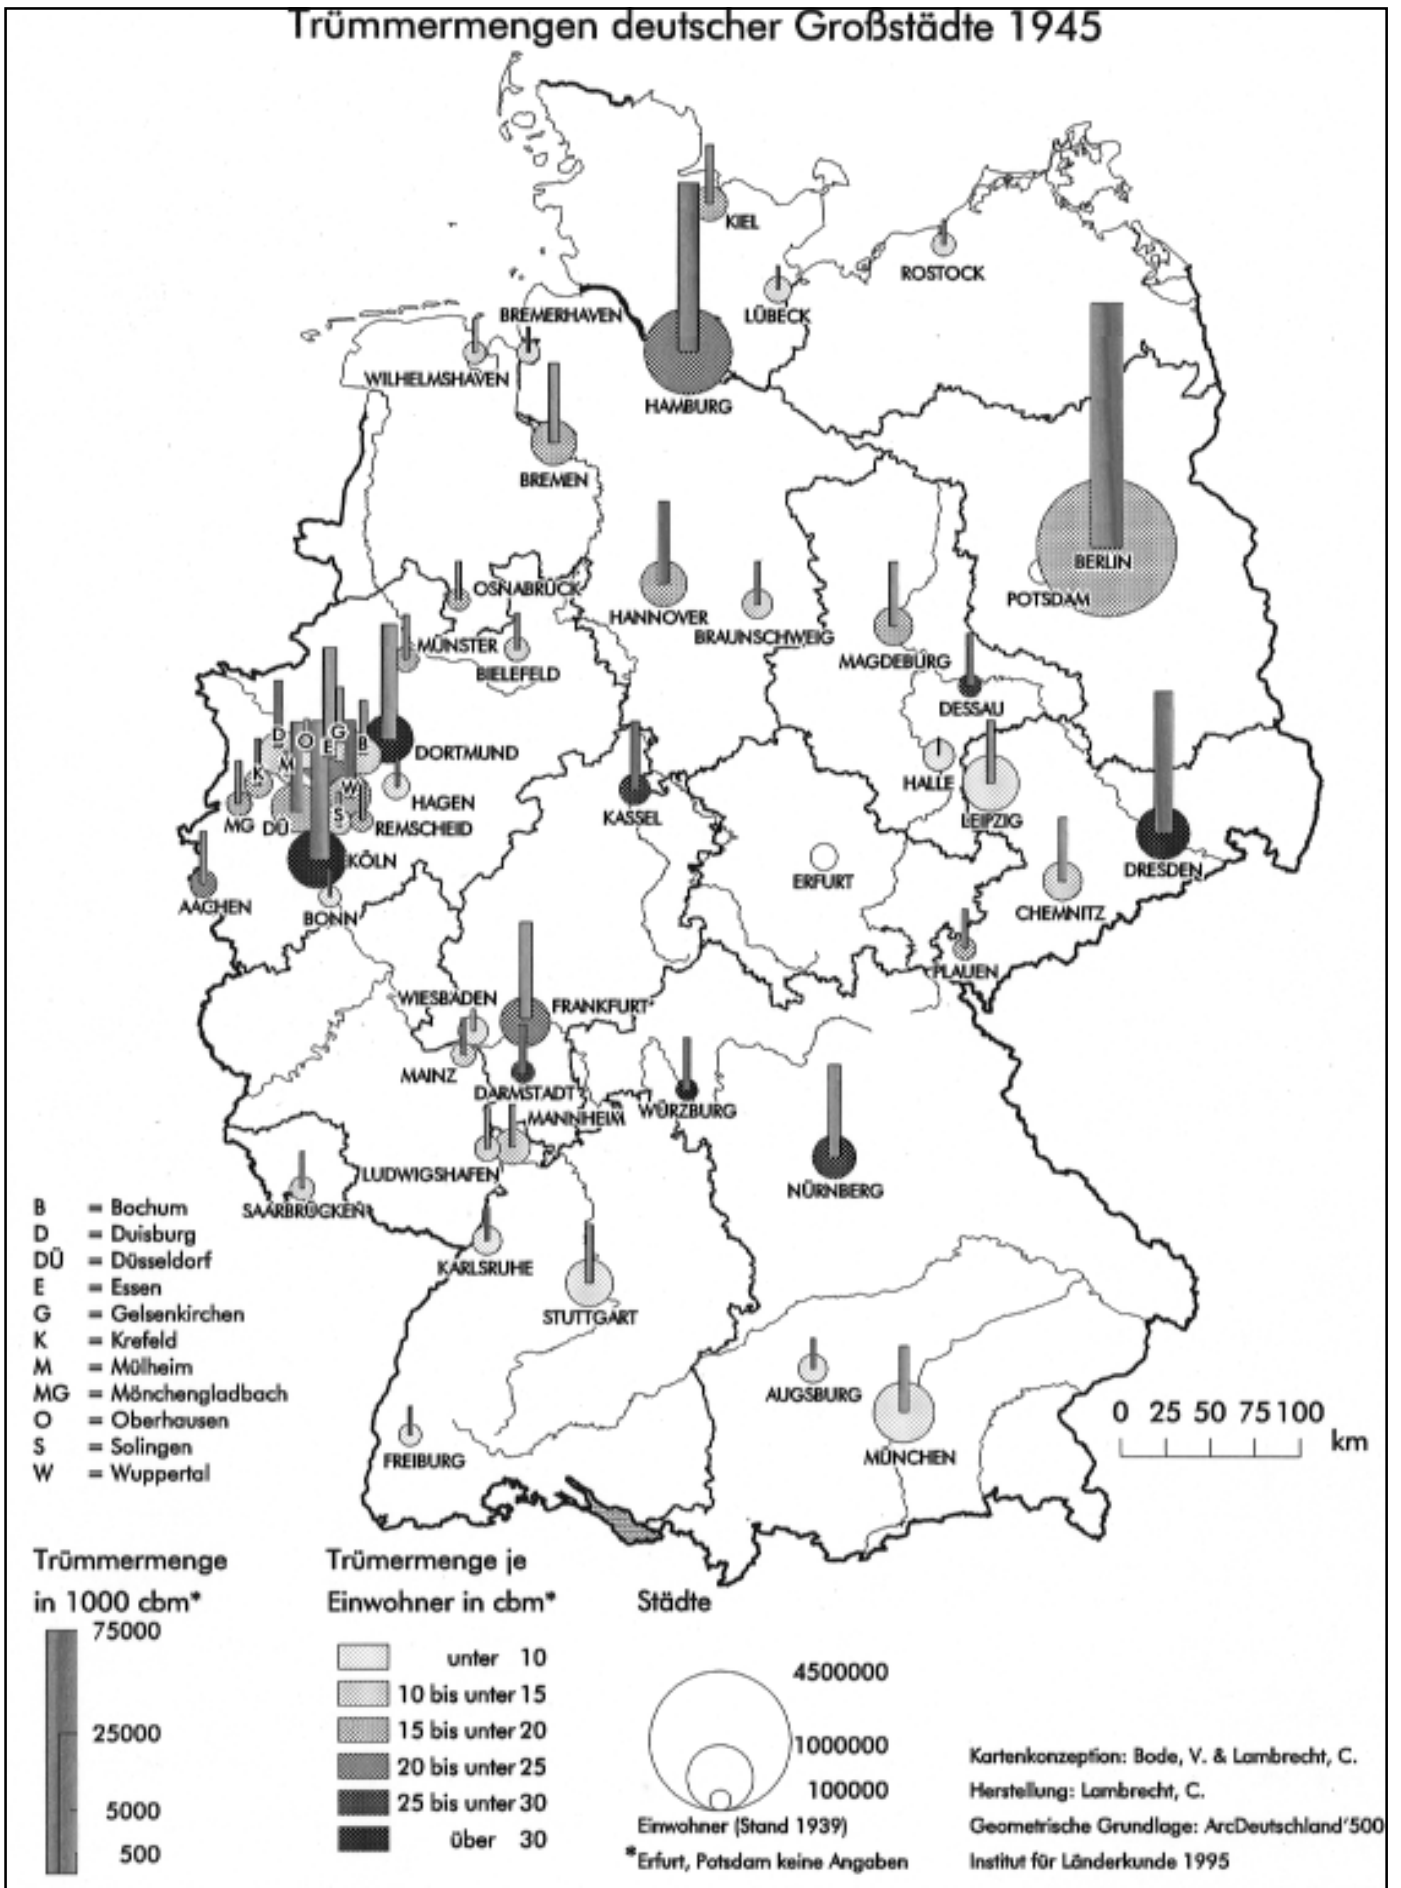 Trümmermengen deutscher Großstädte 1945
KIEL
ROSTOCK
LÜBECK
BREMERHAVEN
WILHELMSHAVEN
HAMBURG
BREMEN
BERLIN
POTSDAM
OSNABRÜCK
HANNOVER
BRAUNSCHWEIG
MÜNSTER
BIELEFELD
MAGDEBURG
DESSAU
D
O
E
G
B
M
K
W
S
DORTMUND
HAGEN
MG
DÜ
REMSCHEID
KASSEL
HALLE
LEIPZIG
KÖLN
DRESDEN
AACHEN
BONN
ERFURT
CHEMNITZ
PLAUEN
WIESBADEN
FRANKFURT
MAINZ
DARMSTADT
MANNHEIM
WÜRZBURG
LUDWIGSHAFEN
NÜRNBERG
SAARBRÜCKEN
KARLSRUHE
STUTTGART
AUGSBURG
MÜNCHEN
FREIBURG
B = Bochum
D = Duisburg
DÜ = Düsseldorf
E = Essen
G = Gelsenkirchen
K = Krefeld
M = Mülheim
MG = Mönchengladbach
O = Oberhausen
S = Solingen
W = Wuppertal
0 25 50 75 100
km
Trümmermenge
in 1000 cbm*
75000
25000
5000
500
Trümermenge je
Einwohner in cbm*
unter 10
10 bis unter 15
15 bis unter 20
20 bis unter 25
25 bis unter 30
über 30
Städte
4500000
1000000
100000
Einwohner (Stand 1939)
*Erfurt, Potsdam keine Angaben
Kartenkonzeption: Bode, V. & Lambrecht, C.
Herstellung: Lambrecht, C.
Geometrische Grundlage: ArcDeutschland'500
Institut für Länderkunde 1995